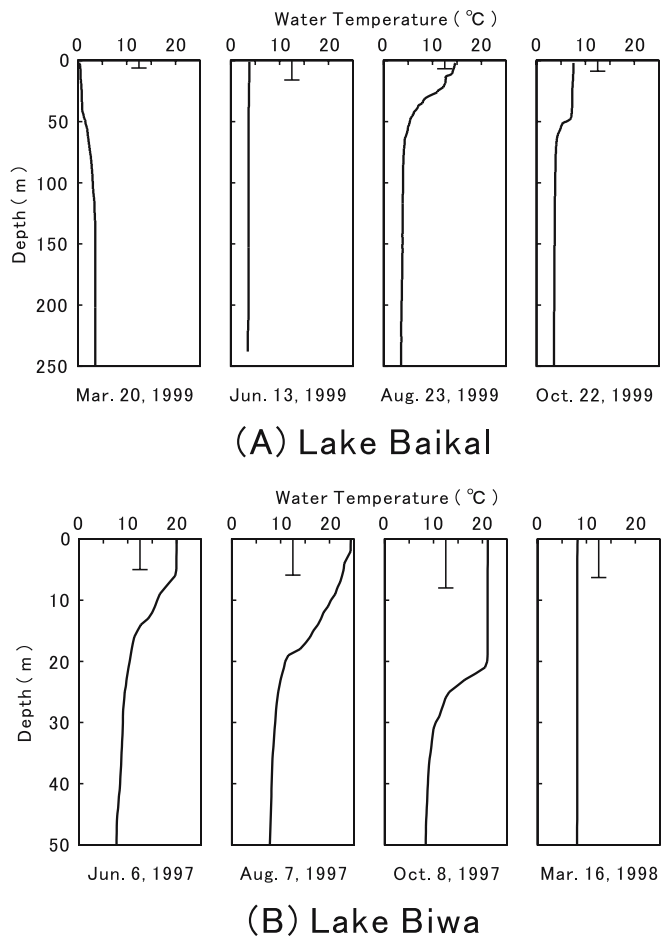 Water Temperature ( ℃ )
0 10 20 0 10 20 0 10 20 0 10 20
0
50
100
150
200
250
Depth ( m )
Mar. 20, 1999 Jun. 13, 1999 Aug. 23, 1999 Oct. 22, 1999
(A) Lake Baikal
Water Temperature ( ℃ )
0 10 20 0 10 20 0 10 20 0 10 20
0
10
20
30
40
50
Depth ( m )
Jun. 6, 1997 Aug. 7, 1997 Oct. 8, 1997 Mar. 16, 1998
(B) Lake Biwa